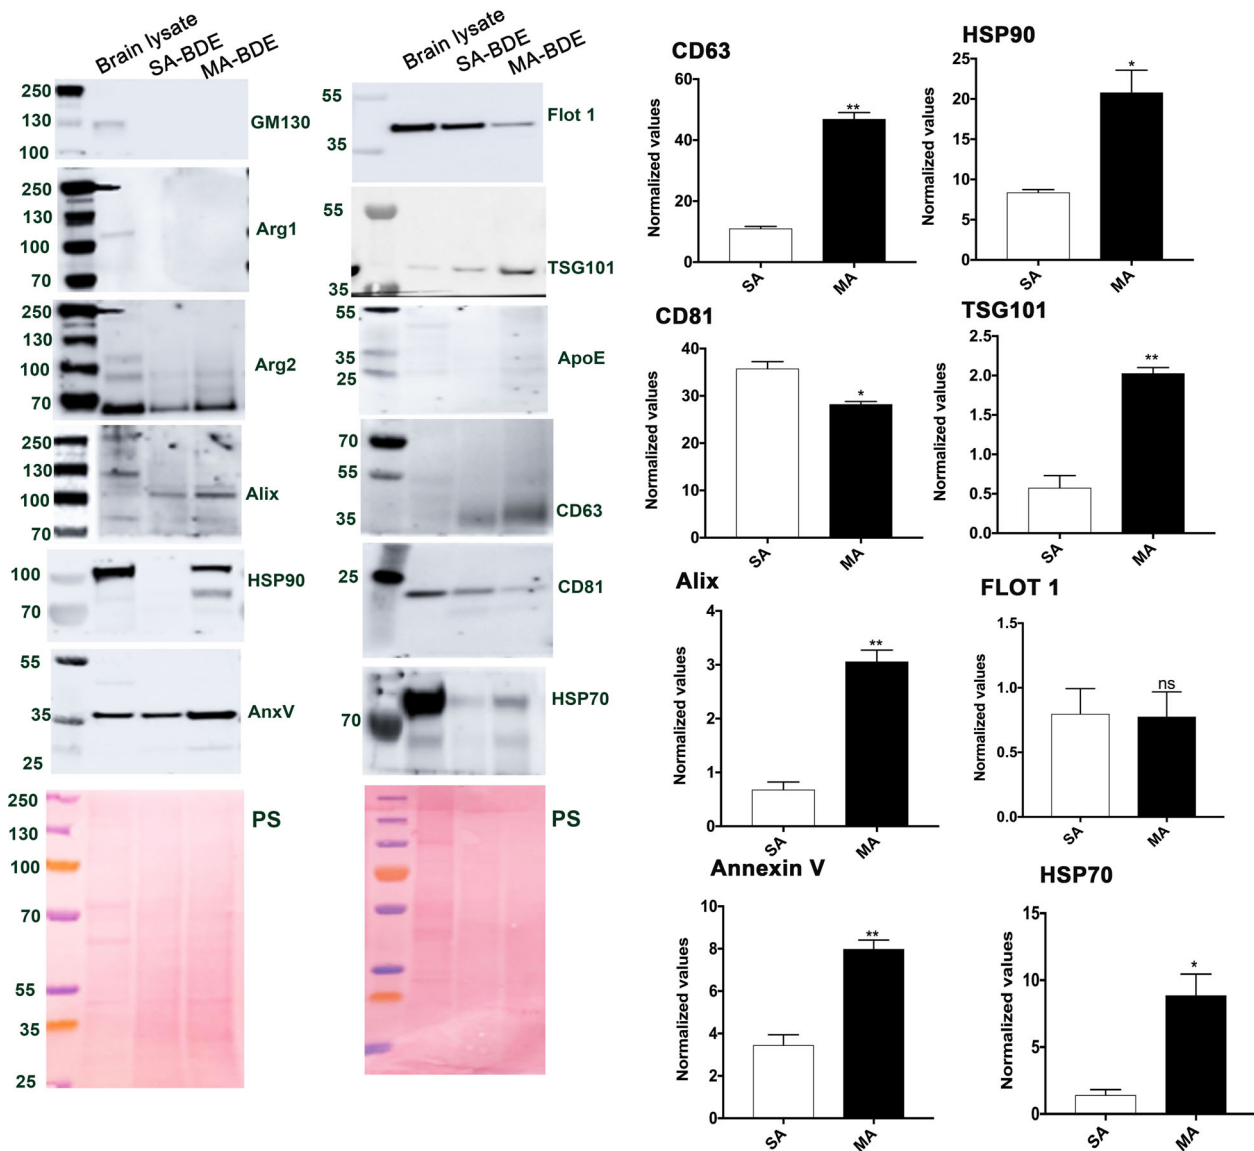 Brain lysate
SA-BDE
MA-BDE
250
130
100
GM130
250
130
100
70
Arg1
250
130
100
70
Arg2
250
130
100
70
Alix
100
70
HSP90
55
35
25
AnxV
250
130
100
70
55
35
25
PS
Brain lysate
SA-BDE
MA-BDE
55
35
Flot 1
55
35
TSG101
55
35
25
ApoE
70
55
35
CD63
25
CD81
70
HSP70
PS
CD63
Normalized values
60
40
20
0
**
SA
MA
HSP90
Normalized values
25
20
15
10
5
0
*
SA
MA
CD81
Normalized values
40
30
20
10
0
*
SA
MA
TSG101
Normalized values
2.5
2.0
1.5
1.0
0.5
0.0
**
SA
MA
Alix
Normalized values
4
3
2
1
0
**
SA
MA
FLOT 1
Normalized values
1.5
1.0
0.5
0.0
ns
SA
MA
Annexin V
Normalized values
10
8
6
4
2
0
**
SA
MA
HSP70
Normalized values
15
10
5
0
*
SA
MA